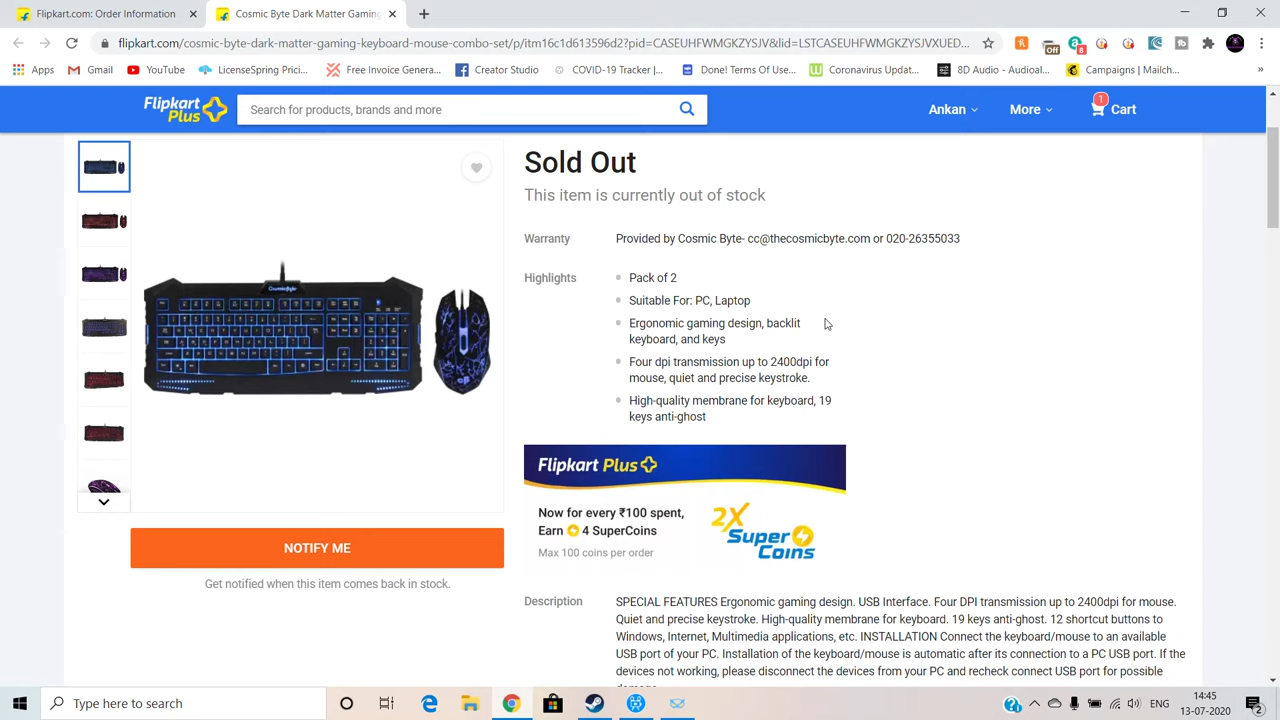 Flipkart.com: Order Information
Cosmic Byte Dark Matter Gaming
flipkart.com/cosmic-byte-dark-matter-gaming-keyboard-mouse-combo-set/p/itm16c1d613596d2?pid=CASEUHFWMGKZYSJV&lid=LSTCASEUHFWMGKZYSJVXUED...
Off
8
Apps
Gmail
YouTube
LicenseSpring Prici...
Free Invoice Genera...
Creator Studio
COVID-19 Tracker |...
Done! Terms Of Use...
Coronavirus Updat...
8D Audio - Audioal...
Campaigns | Mailch...
»
Flipkart
Plus
Search for products, brands and more
Ankan
More
1
Cart
Sold Out
This item is currently out of stock
Warranty
Provided by Cosmic Byte- cc@thecosmicbyte.com or 020-26355033
Highlights
Pack of 2
Suitable For: PC, Laptop
Ergonomic gaming design, backlit
keyboard, and keys
Four dpi transmission up to 2400dpi for
mouse, quiet and precise keystroke.
High-quality membrane for keyboard, 19
keys anti-ghost
CosmicByte
Flipkart Plus
Now for every ₹100 spent,
Earn 4 SuperCoins
Max 100 coins per order
2X
Super
Coins
NOTIFY ME
Get notified when this item comes back in stock.
Description
SPECIAL FEATURES Ergonomic gaming design. USB Interface. Four DPI transmission up to 2400dpi for mouse.
Quiet and precise keystroke. High-quality membrane for keyboard. 19 keys anti-ghost. 12 shortcut buttons to
Windows, Internet, Multimedia applications, etc. INSTALLATION Connect the keyboard/mouse to an available
USB port of your PC. Installation of the keyboard/mouse is automatic after its connection to a PC USB port. If the
devices not working, please disconnect the devices from your PC and recheck connect USB port for possible
Type here to search
ENG
14:45
13-07-2020
2